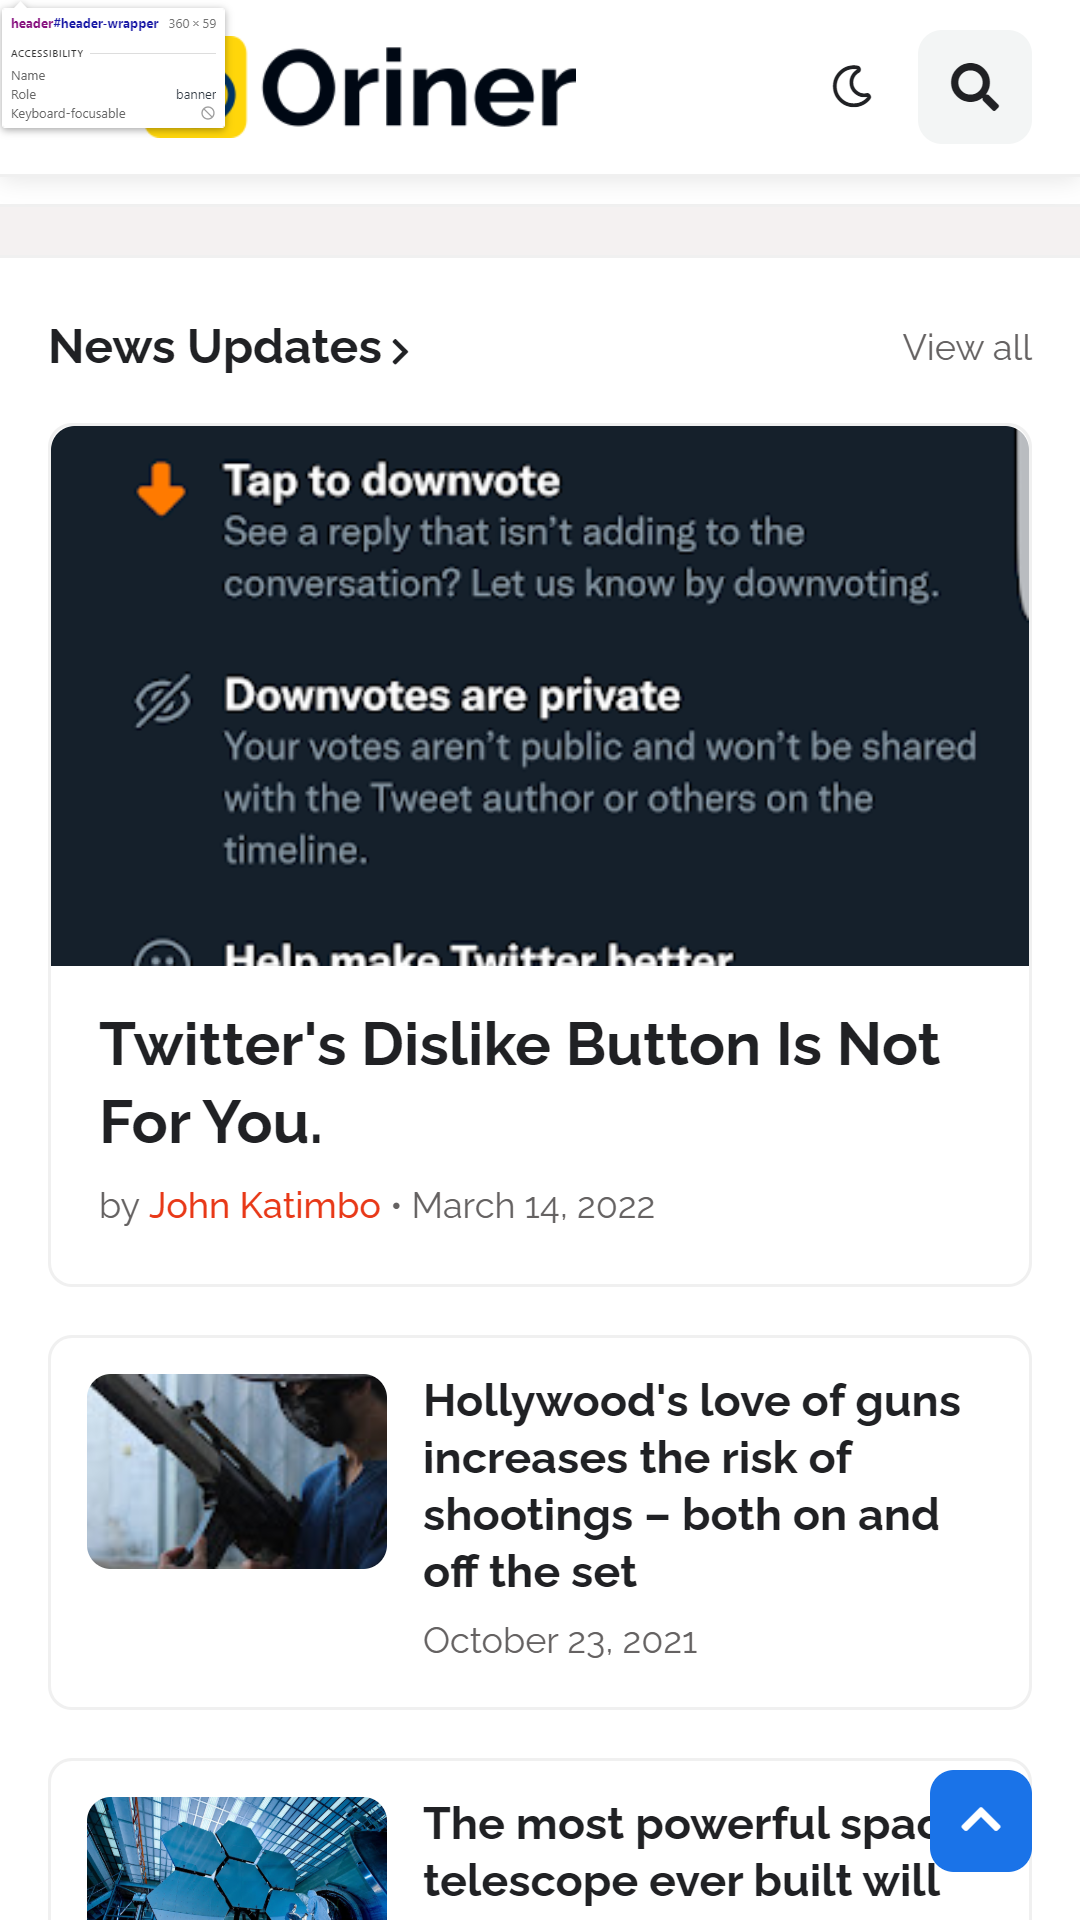 header#header-wrapper 360 × 59
ACCESSIBILITY
Name
Role banner
Keyboard-focusable
Oriner
News Updates
View all
Tap to downvote
See a reply that isn’t adding to the
conversation? Let us know by downvoting.
Downvotes are private
Your votes aren’t public and won’t be shared
with the Tweet author or others on the
timeline.
Help make Twitter better
Twitter's Dislike Button Is Not
For You.
by John Katimbo • March 14, 2022
Hollywood's love of guns
increases the risk of
shootings – both on and
off the set
October 23, 2021
The most powerful spac
telescope ever built will